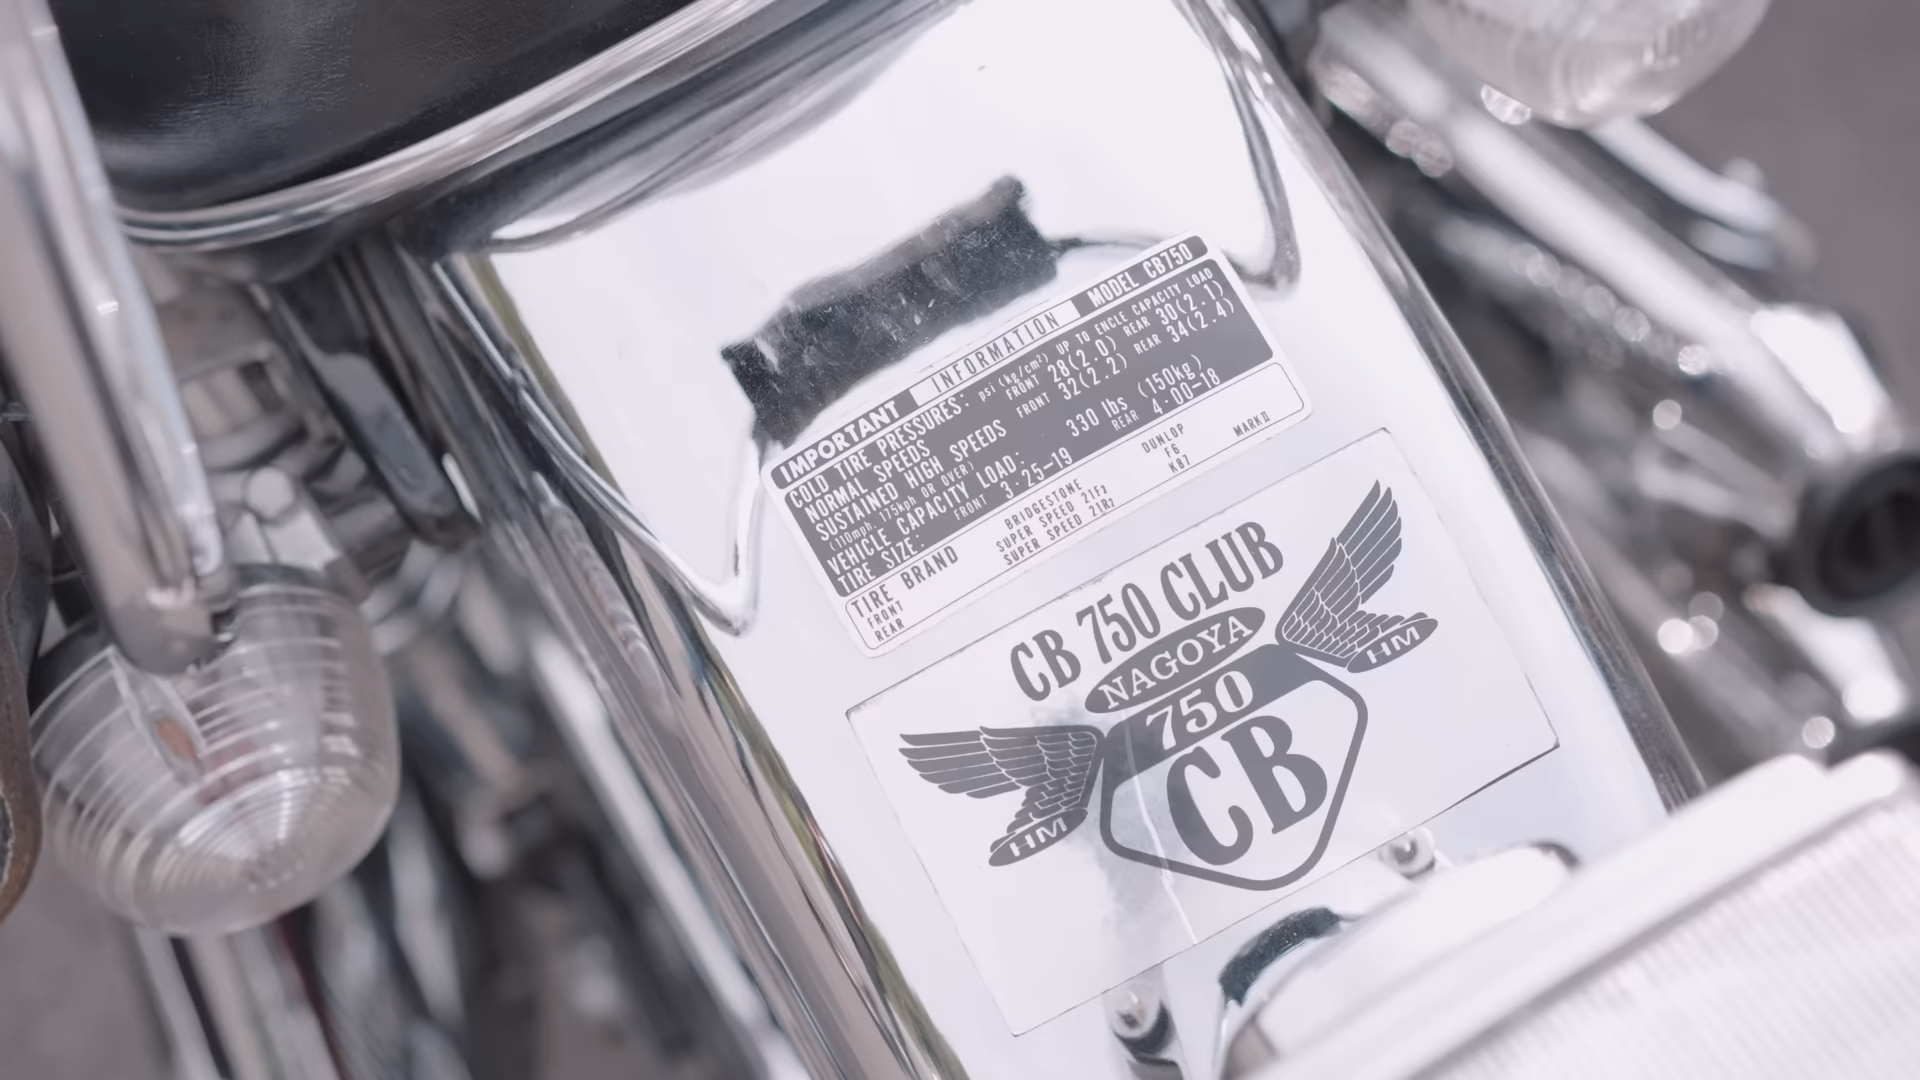 IMPORTANT INFORMATION MODEL CB750
COLD TIRE PRESSURES: psi (kg/cm²) UP TO ENCLE CAPACITY LOAD
NORMAL SPEEDS FRONT 28(2.0) REAR 30(2.1)
SUSTAINED HIGH SPEEDS FRONT 32(2.2) REAR 34(2.4)
(110mph, 175kph OR OVER)
VEHICLE CAPACITY LOAD: 330 lbs (150kg)
TIRE SIZE: FRONT 3·25-19 REAR 4·00-18
TIRE BRAND BRIDGESTONE DUNLOP
FRONT SUPER SPEED 21F2 F6 MARKⅡ
REAR SUPER SPEED 21R2 K87
CB 750 CLUB
NAGOYA
750
CB
HM
HM